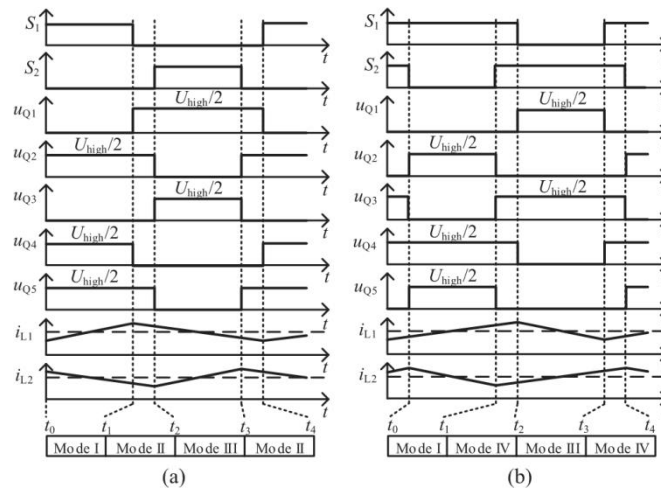 S1
t
S2
t
uQ1
Uhigh/2
t
uQ2
Uhigh/2
t
uQ3
Uhigh/2
t
uQ4
Uhigh/2
t
uQ5
Uhigh/2
t
iL1
t
iL2
t
t0 t1 t2 t3 t4
Mode I Mode II Mode III Mode II
(a)
S1
t
S2
t
uQ1
Uhigh/2
t
uQ2
Uhigh/2
t
uQ3
Uhigh/2
t
uQ4
t
uQ5
Uhigh/2
t
iL1
t
iL2
t
t0 t1 t2 t3 t4
Mode I Mode IV Mode III Mode IV
(b)